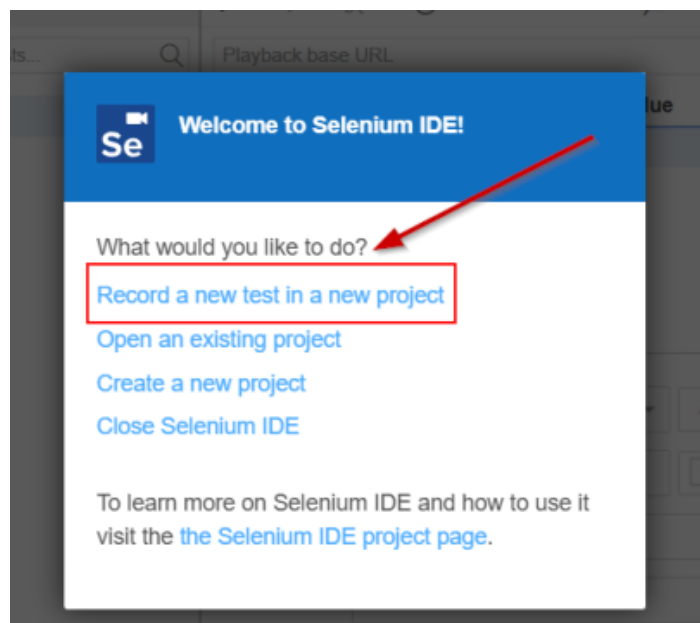 ts...
Playback base URL
lue
Se
Welcome to Selenium IDE!
What would you like to do?
Record a new test in a new project
Open an existing project
Create a new project
Close Selenium IDE
To learn more on Selenium IDE and how to use it
visit the the Selenium IDE project page.